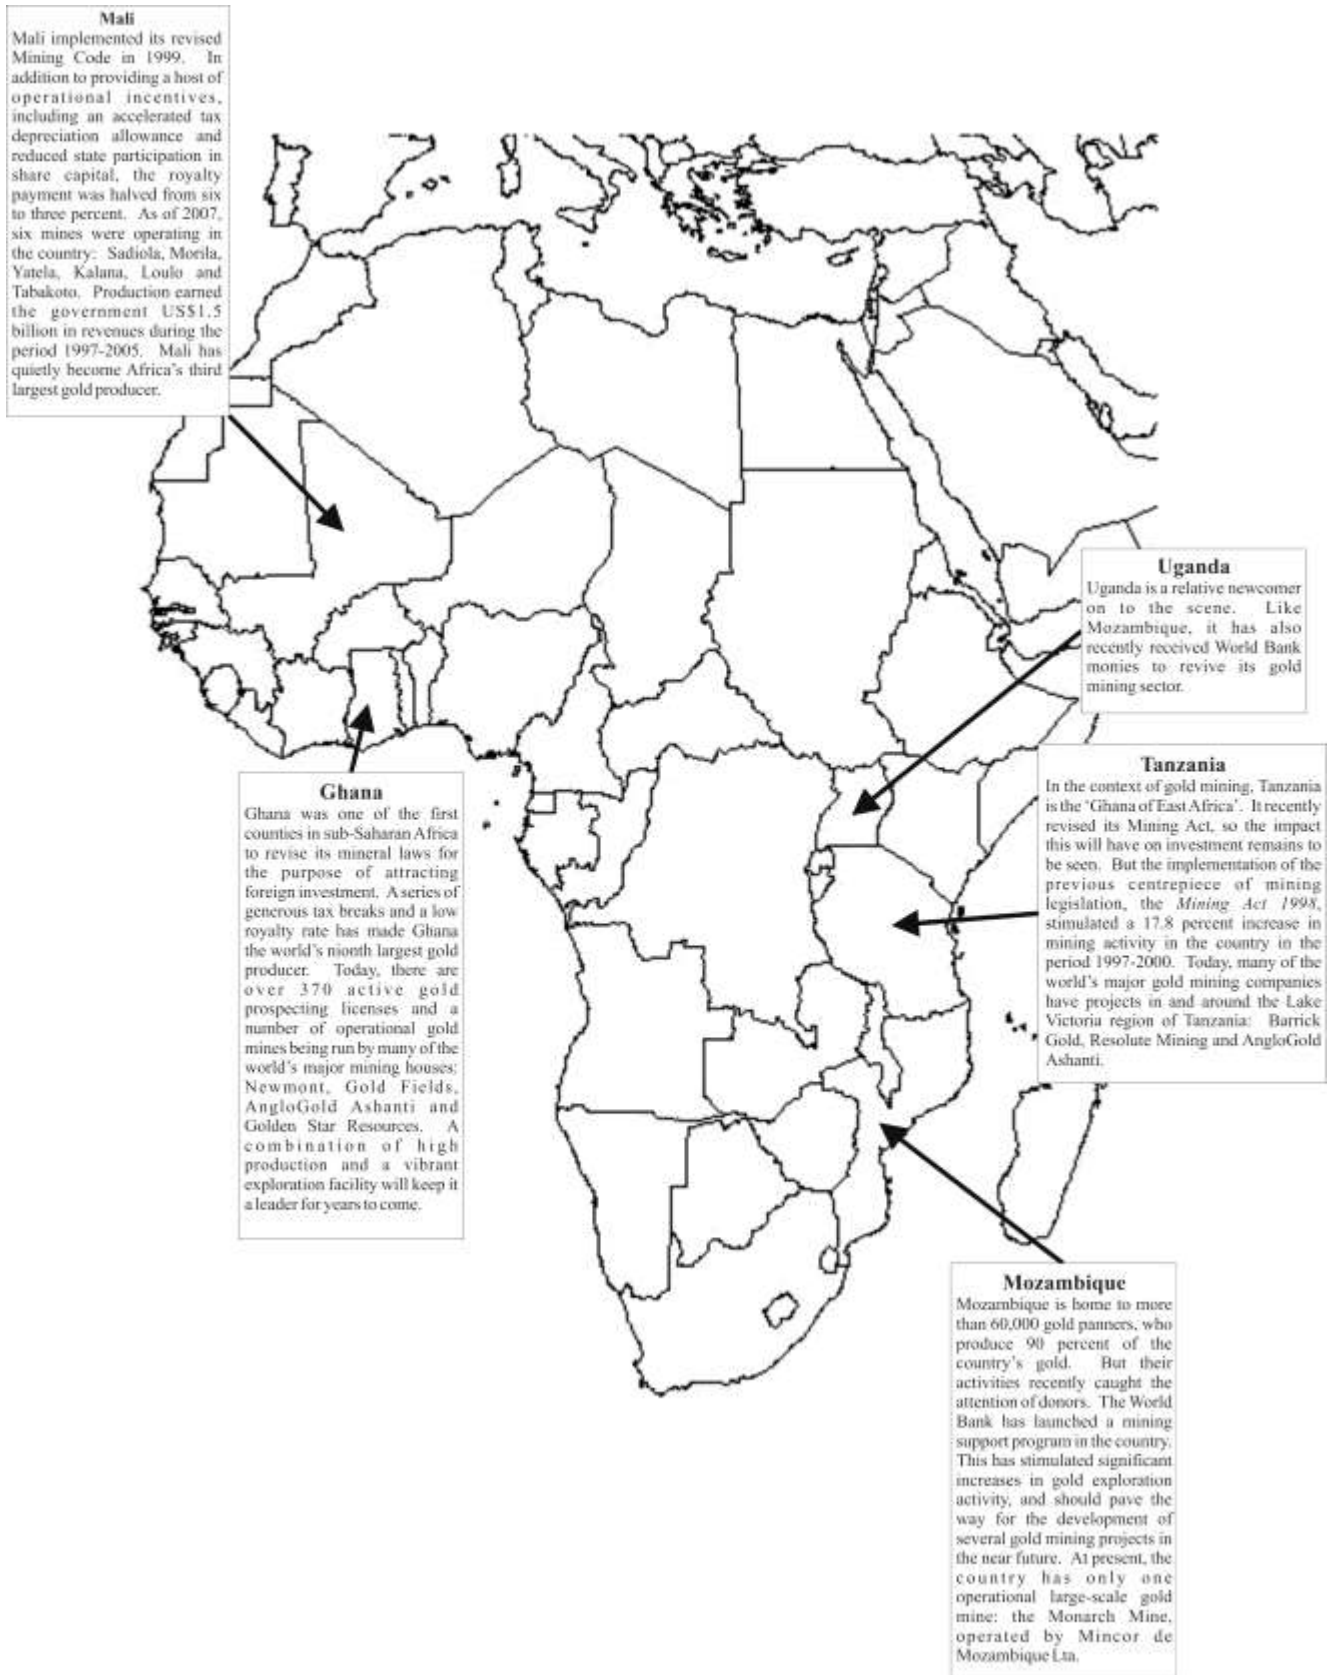 Mali
Mali implemented its revised
Mining Code in 1999. In
addition to providing a host of
operational incentives,
including an accelerated tax
depreciation allowance and
reduced state participation in
share capital, the royalty
payment was halved from six
to three percent. As of 2007,
six mines were operating in
the country: Sadiola, Morila,
Yatela, Kalana, Loulo and
Tabakoto. Production earned
the government US$1.5
billion in revenues during the
period 1997-2005. Mali has
quietly become Africa's third
largest gold producer.
Uganda
Uganda is a relative newcomer
on to the scene. Like
Mozambique, it has also
recently received World Bank
monies to revive its gold
mining sector.
Tanzania
In the context of gold mining, Tanzania
is the 'Ghana of East Africa'. It recently
revised its Mining Act, so the impact
this will have on investment remains to
be seen. But the implementation of the
previous centrepiece of mining
legislation, the Mining Act 1998,
stimulated a 17.8 percent increase in
mining activity in the country in the
period 1997-2000. Today, many of the
world's major gold mining companies
have projects in and around the Lake
Victoria region of Tanzania: Barrick
Gold, Resolute Mining and AngloGold
Ashanti.
Ghana
Ghana was one of the first
counties in sub-Saharan Africa
to revise its mineral laws for
the purpose of attracting
foreign investment. A series of
generous tax breaks and a low
royalty rate has made Ghana
the world's nionth largest gold
producer. Today, there are
over 370 active gold
prospecting licenses and a
number of operational gold
mines being run by many of the
world's major mining houses:
Newmont, Gold Fields,
AngloGold Ashanti and
Golden Star Resources. A
combination of high
production and a vibrant
exploration facility will keep it
a leader for years to come.
Mozambique
Mozambique is home to more
than 60,000 gold panners, who
produce 90 percent of the
country's gold. But their
activities recently caught the
attention of donors. The World
Bank has launched a mining
support program in the country.
This has stimulated significant
increases in gold exploration
activity, and should pave the
way for the development of
several gold mining projects in
the near future. At present, the
country has only one
operational large-scale gold
mine: the Monarch Mine,
operated by Mincor de
Mozambique Lta.